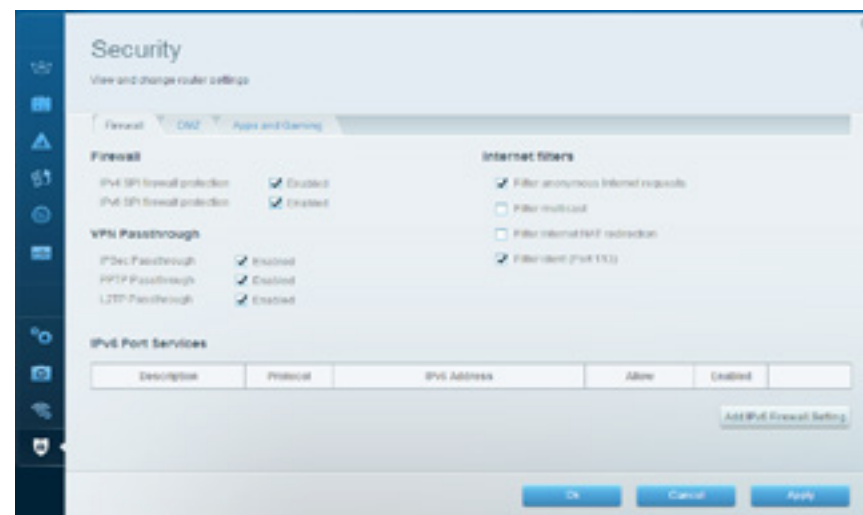 Security
View and change router settings
Firewall DMZ Apps and Gaming
Firewall
IPv6 SPI firewall protection Enabled
IPv4 SPI firewall protection Enabled
VPN Passthrough
IPSec Passthrough Enabled
PPTP Passthrough Enabled
L2TP Passthrough Enabled
Internet filters
Filter anonymous Internet requests
Filter multicast
Filter internet NAT redirection
Filter ident (Port 113)
IPv6 Port Services
Description Protocol IPv6 Address Allow Enabled
Add IPv6 Firewall Setting
Ok Cancel Apply